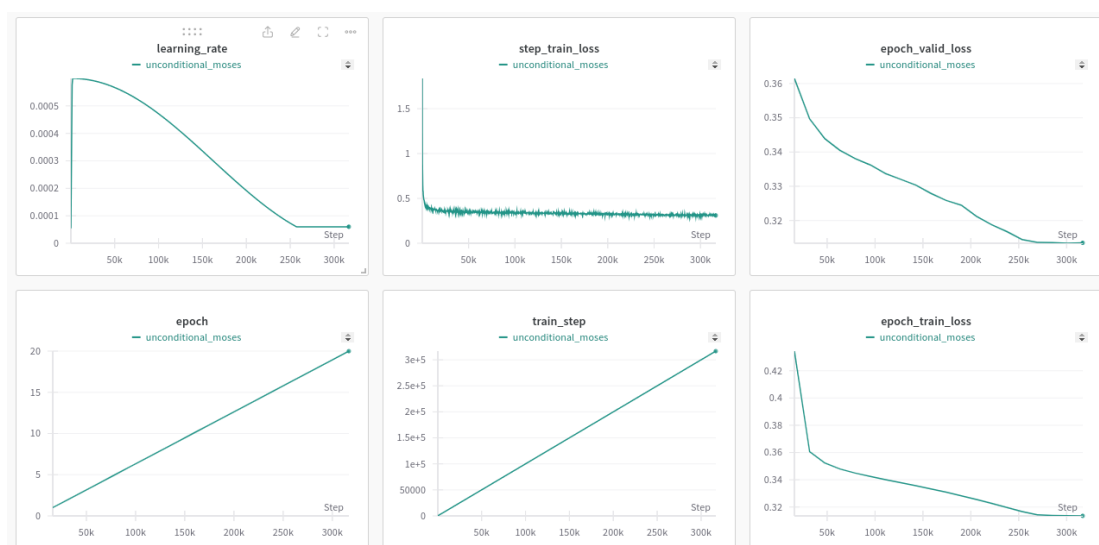 learning_rate
unconditional_moses
0.0005
0.0004
0.0003
0.0002
0.0001
0
Step
50k 100k 150k 200k 250k 300k
step_train_loss
unconditional_moses
1.5
1
0.5
0
Step
50k 100k 150k 200k 250k 300k
epoch_valid_loss
unconditional_moses
0.36
0.35
0.34
0.33
0.32
Step
50k 100k 150k 200k 250k 300k
epoch
unconditional_moses
20
15
10
5
0
Step
50k 100k 150k 200k 250k 300k
train_step
unconditional_moses
3e+5
2.5e+5
2e+5
1.5e+5
1e+5
50000
0
Step
50k 100k 150k 200k 250k 300k
epoch_train_loss
unconditional_moses
0.42
0.4
0.38
0.36
0.34
0.32
Step
50k 100k 150k 200k 250k 300k